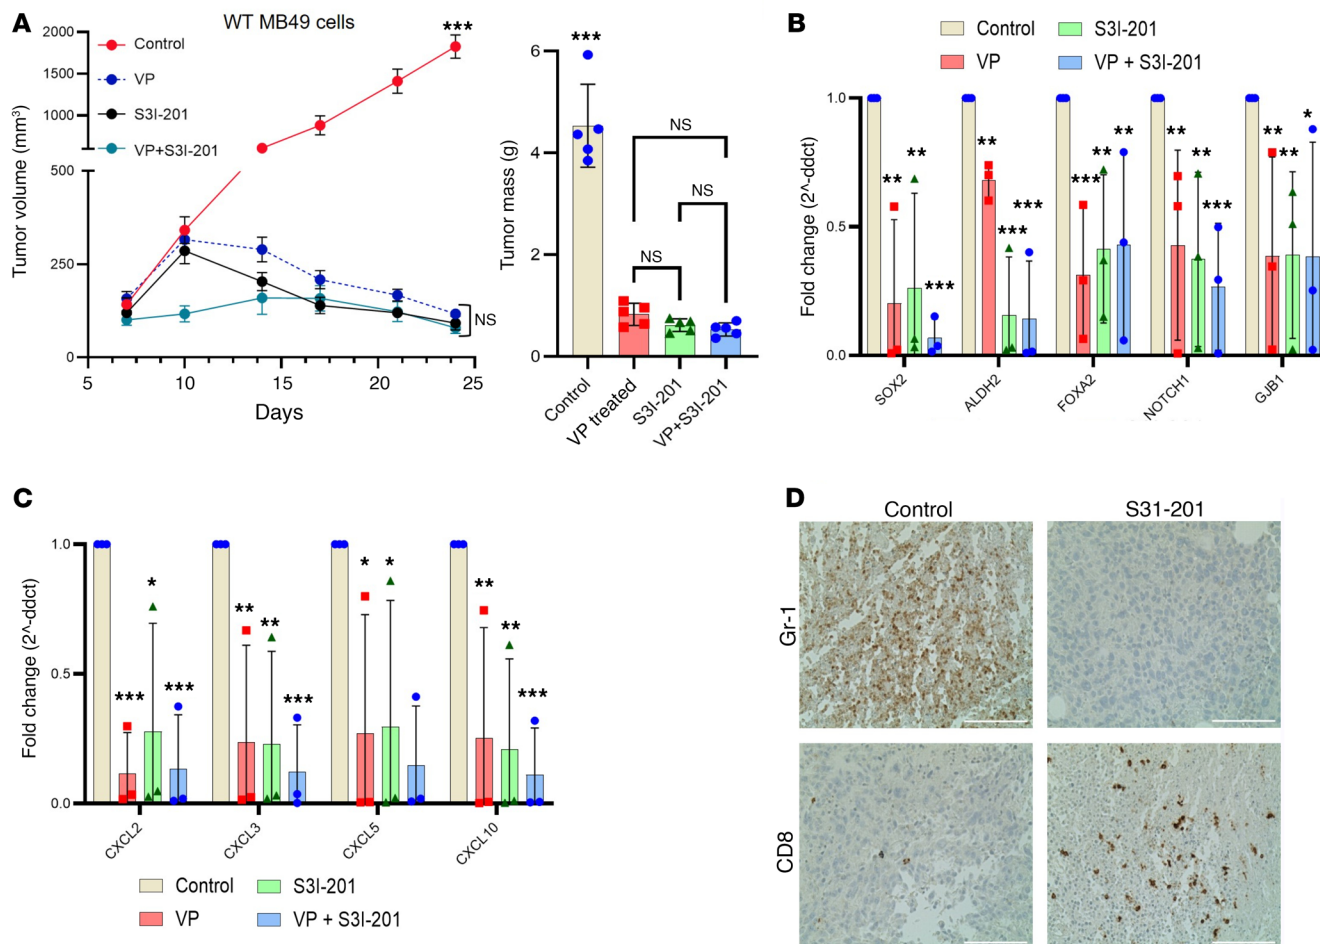 A
WT MB49 cells
Tumor volume (mm³)
2000
1500
1000
500
250
0
Control
VP
S3I-201
VP+S3I-201
***
NS
5
10
15
20
25
Days
Tumor mass (g)
6
4
2
0
***
NS
NS
NS
Control
VP treated
S3I-201
VP+S3I-201
B
Control
S3I-201
VP
VP + S3I-201
Fold change (2^-ddct)
1.0
0.5
0.0
** ** ***
** *** ***
*** ** **
** ** ***
** ** *
SOX2
ALDH2
FOXA2
NOTCH1
GJB1
C
Fold change (2^-ddct)
1.0
0.5
0.0
*** * ***
** ** ***
* *
** ** ***
CXCL2
CXCL3
CXCL5
CXCL10
Control
S3I-201
VP
VP + S3I-201
D
Control
S31-201
Gr-1
CD8